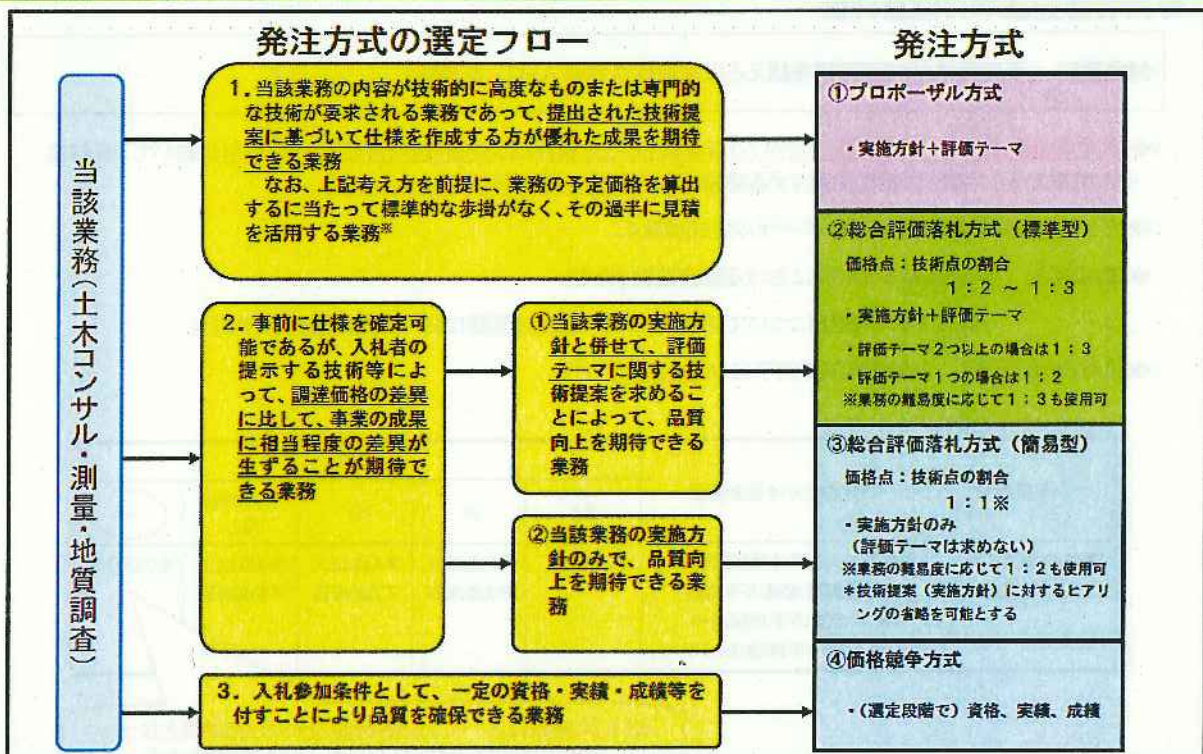 発注方式の選定フロー
発注方式
当該業務(土木コンサル・測量・地質調査)
1.当該業務の内容が技術的に高度なものまたは専門的
な技術が要求される業務であって、提出された技術提
案に基づいて仕様を作成する方が優れた成果を期待
できる業務
なお、上記考え方を前提に、業務の予定価格を算出
するに当たって標準的な歩掛がなく、その過半に見積
を活用する業務※
2.事前に仕様を確定可
能であるが、入札者の
提示する技術等によ
って、調達価格の差異
に比して、事業の成果
に相当程度の差異が
生ずることが期待で
きる業務
①当該業務の実施方
針と併せて、評価
テーマに関する技
術提案を求めるこ
とによって、品質
向上を期待できる
業務
②当該業務の実施方
針のみで、品質向
上を期待できる業
務
3.入札参加条件として、一定の資格・実績・成績等を
付すことにより品質を確保できる業務
①プロポーザル方式
・実施方針+評価テーマ
②総合評価落札方式(標準型)
価格点:技術点の割合
1:2 ~ 1:3
・実施方針+評価テーマ
・評価テーマ2つ以上の場合は1:3
・評価テーマ1つの場合は1:2
※業務の難易度に応じて1:3も使用可
③総合評価落札方式(簡易型)
価格点:技術点の割合
1:1※
・実施方針のみ
(評価テーマは求めない)
※業務の難易度に応じて1:2も使用可
*技術提案(実施方針)に対するヒアリ
ングの省略を可能とする
④価格競争方式
・(選定段階で)資格、実績、成績